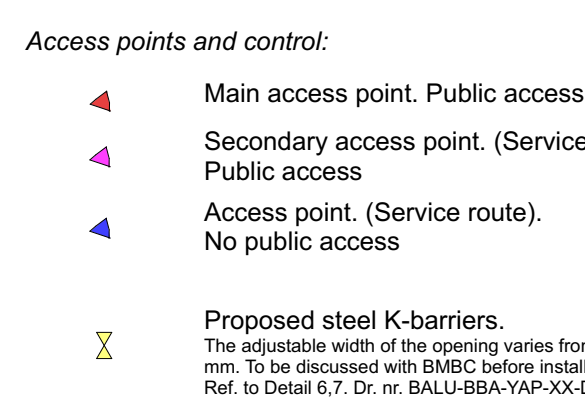 Access points and control:
Main access point. Public access
Secondary access point. (Service
Public access
Access point. (Service route).
No public access
Proposed steel K-barriers.
The adjustable width of the opening varies from
mm. To be discussed with BMBC before install
Ref. to Detail 6,7. Dr. nr. BALU-BBA-YAP-XX-D